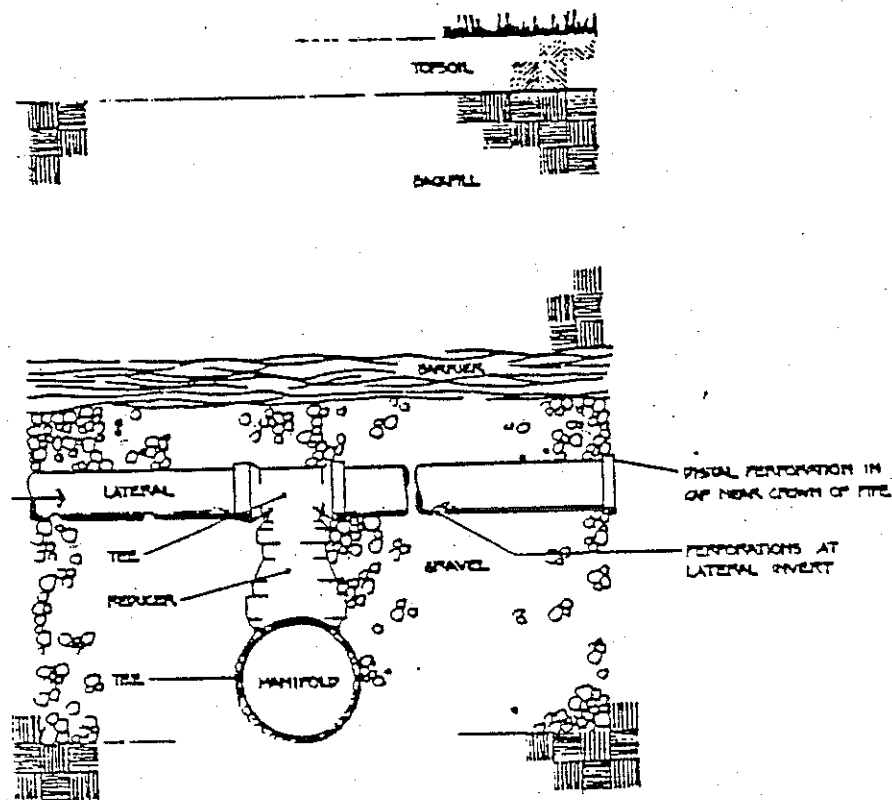 TOPSOIL
BACKFILL
BARRIER
LATERAL
DISTAL PERFORATION IN
CAP NEAR CROWN OF PIPE
TEE
GRAVEL
PERFORATIONS AT
LATERAL INVERT
REDUCER
TEE
MANIFOLD